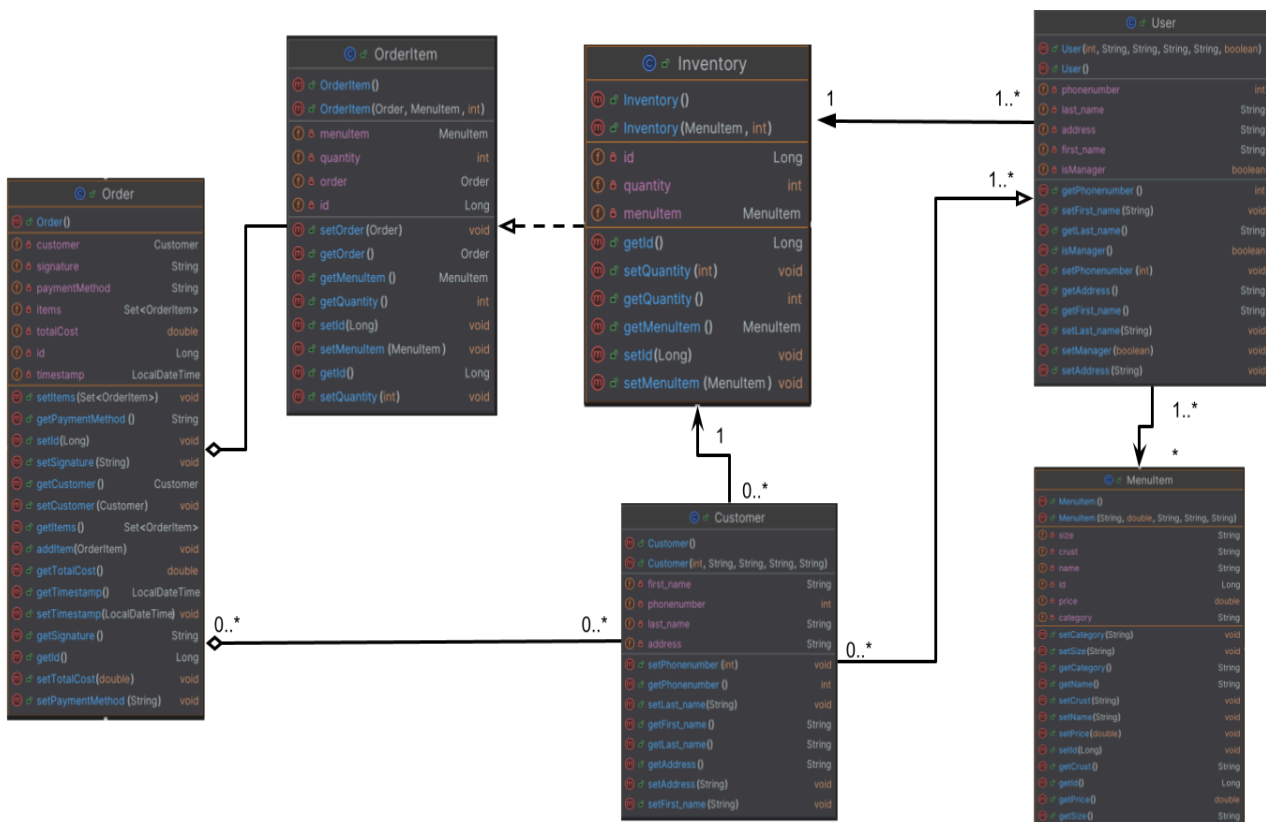 Order
Order()
customer Customer
signature String
paymentMethod String
items Set<OrderItem>
totalCost double
id Long
timestamp LocalDateTime
setItems(Set<OrderItem>) void
getPaymentMethod () String
setId(Long) void
setSignature (String) void
getCustomer() Customer
setCustomer (Customer) void
getItems() Set<OrderItem>
addItem(OrderItem) void
getTotalCost() double
getTimestamp() LocalDateTime
setTimestamp(LocalDateTime) void
getSignature () String
getId() Long
setTotalCost(double) void
setPaymentMethod (String) void
OrderItem
OrderItem()
OrderItem(Order, MenuItem , int)
menuItem MenuItem
quantity int
order Order
id Long
setOrder (Order) void
getOrder () Order
getMenuItem () MenuItem
getQuantity () int
setId(Long) void
setMenuItem (MenuItem ) void
getId() Long
setQuantity (int) void
Inventory
Inventory()
Inventory(MenuItem , int)
id Long
quantity int
menuItem MenuItem
getId() Long
setQuantity (int) void
getQuantity () int
getMenuItem () MenuItem
setId(Long) void
setMenuItem (MenuItem ) void
1
1..*
1..*
User
User(int, String, String, String, String, boolean)
User()
phonenumber int
last_name String
address String
first_name String
isManager boolean
getPhonenumber () int
setFirst_name(String) void
getLast_name() String
isManager() boolean
setPhonenumber (int) void
getAddress() String
getFirst_name() String
setLast_name(String) void
setManager(boolean) void
setAddress(String) void
1..*
*
1
0..*
Customer
Customer()
Customer(int, String, String, String, String)
first_name String
phonenumber int
last_name String
address String
setPhonenumber (int) void
getPhonenumber () int
setLast_name(String) void
getFirst_name () String
getLast_name() String
getAddress() String
setAddress(String) void
setFirst_name (String) void
0..*
0..*
0..*
MenuItem
MenuItem()
MenuItem(String, double, String, String, String)
size String
crust String
name String
id Long
price double
category String
setCategory(String) void
setSize(String) void
getCategory() String
getName() String
setCrust(String) void
setName(String) void
setPrice(double) void
setId(Long) void
getCrust() String
getId() Long
getPrice() double
getSize() String